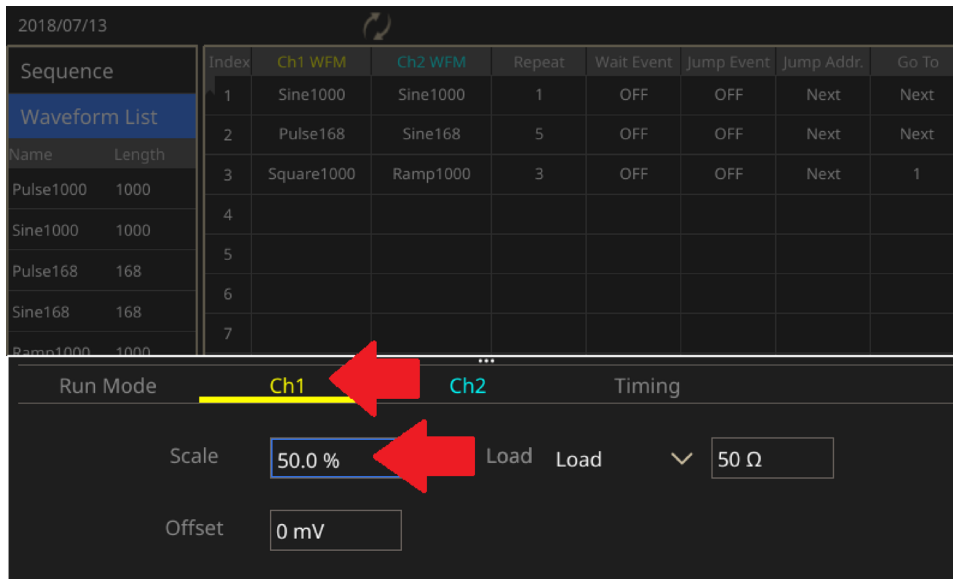 2018/07/13
Sequence
Waveform List
Name Length
Pulse1000 1000
Sine1000 1000
Pulse168 168
Sine168 168
Ramp1000 1000
Index Ch1 WFM Ch2 WFM Repeat Wait Event Jump Event Jump Addr. Go To
1 Sine1000 Sine1000 1 OFF OFF Next Next
2 Pulse168 Sine168 5 OFF OFF Next Next
3 Square1000 Ramp1000 3 OFF OFF Next 1
4
5
6
7
Run Mode Ch1 Ch2 Timing
Scale 50.0 % Load Load 50 Ω
Offset 0 mV